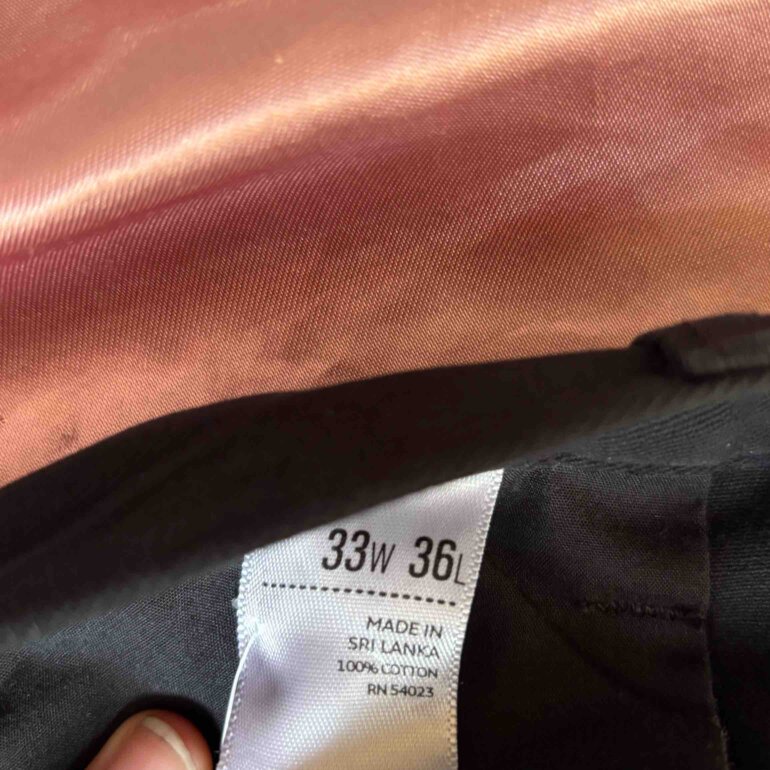 33W 36L
MADE IN
SRI LANKA
100% COTTON
RN 54023